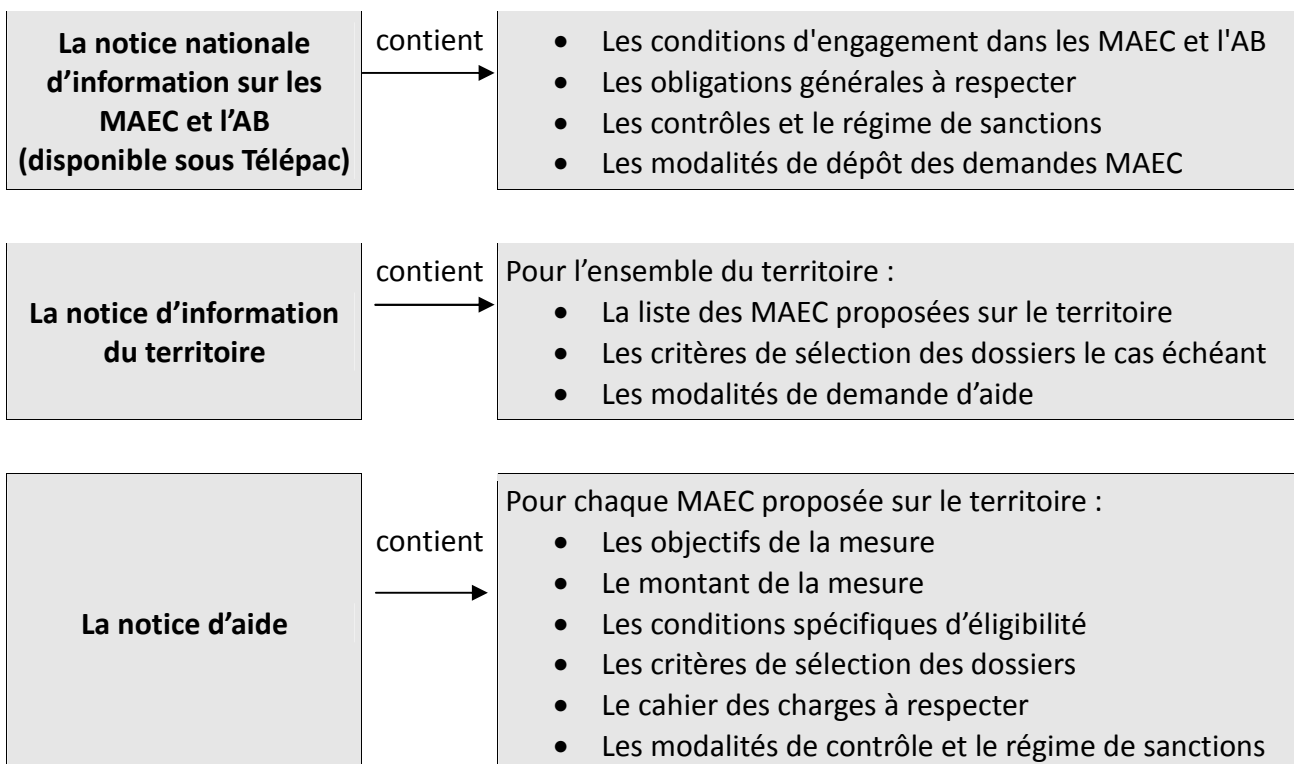 La notice nationale
d’information sur les
MAEC et l’AB
(disponible sous Télépac)
contient
• Les conditions d'engagement dans les MAEC et l'AB
• Les obligations générales à respecter
• Les contrôles et le régime de sanctions
• Les modalités de dépôt des demandes MAEC
La notice d’information
du territoire
contient
Pour l’ensemble du territoire :
• La liste des MAEC proposées sur le territoire
• Les critères de sélection des dossiers le cas échéant
• Les modalités de demande d’aide
La notice d’aide
contient
Pour chaque MAEC proposée sur le territoire :
• Les objectifs de la mesure
• Le montant de la mesure
• Les conditions spécifiques d’éligibilité
• Les critères de sélection des dossiers
• Le cahier des charges à respecter
• Les modalités de contrôle et le régime de sanctions